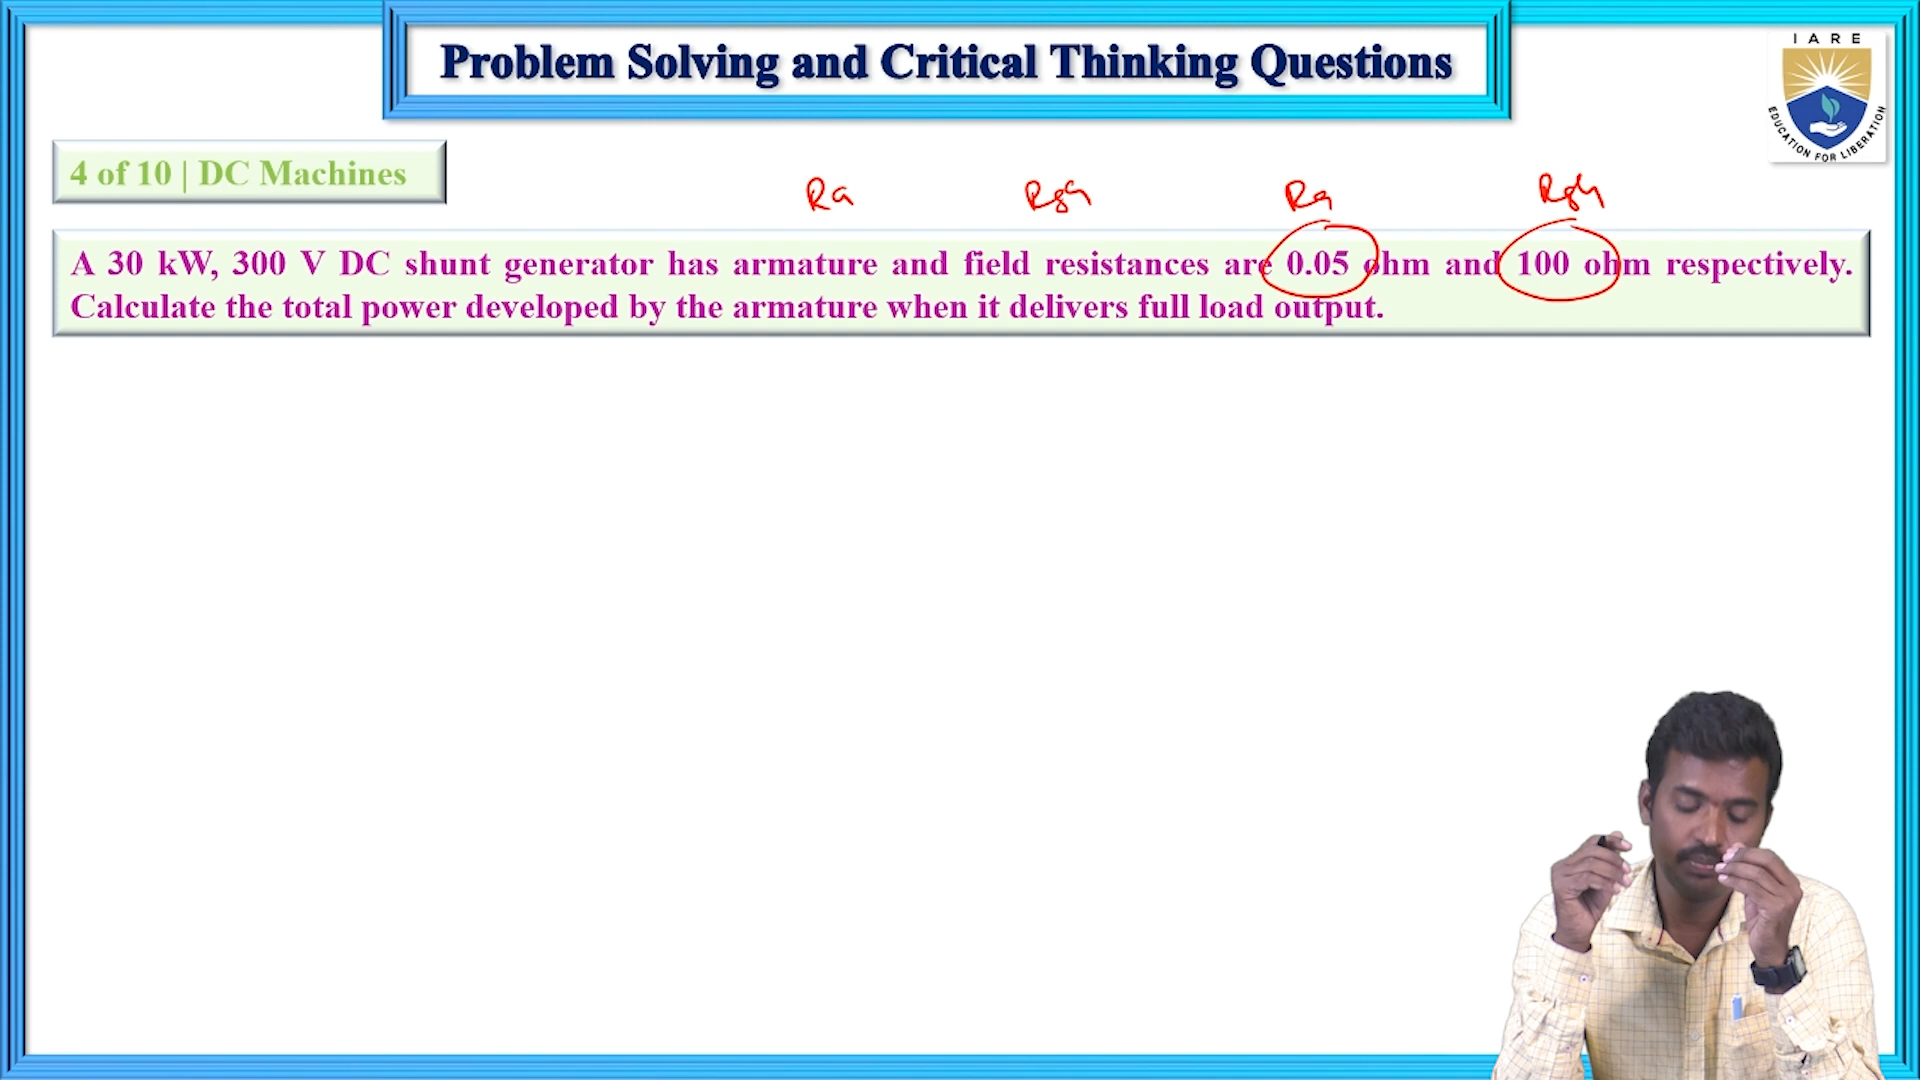 Problem Solving and Critical Thinking Questions
IARE
EDUCATION FOR LIBERATION
4 of 10 | DC Machines
Ra Rsh Ra Rsh
A 30 kW, 300 V DC shunt generator has armature and field resistances are 0.05 ohm and 100 ohm respectively.
Calculate the total power developed by the armature when it delivers full load output.